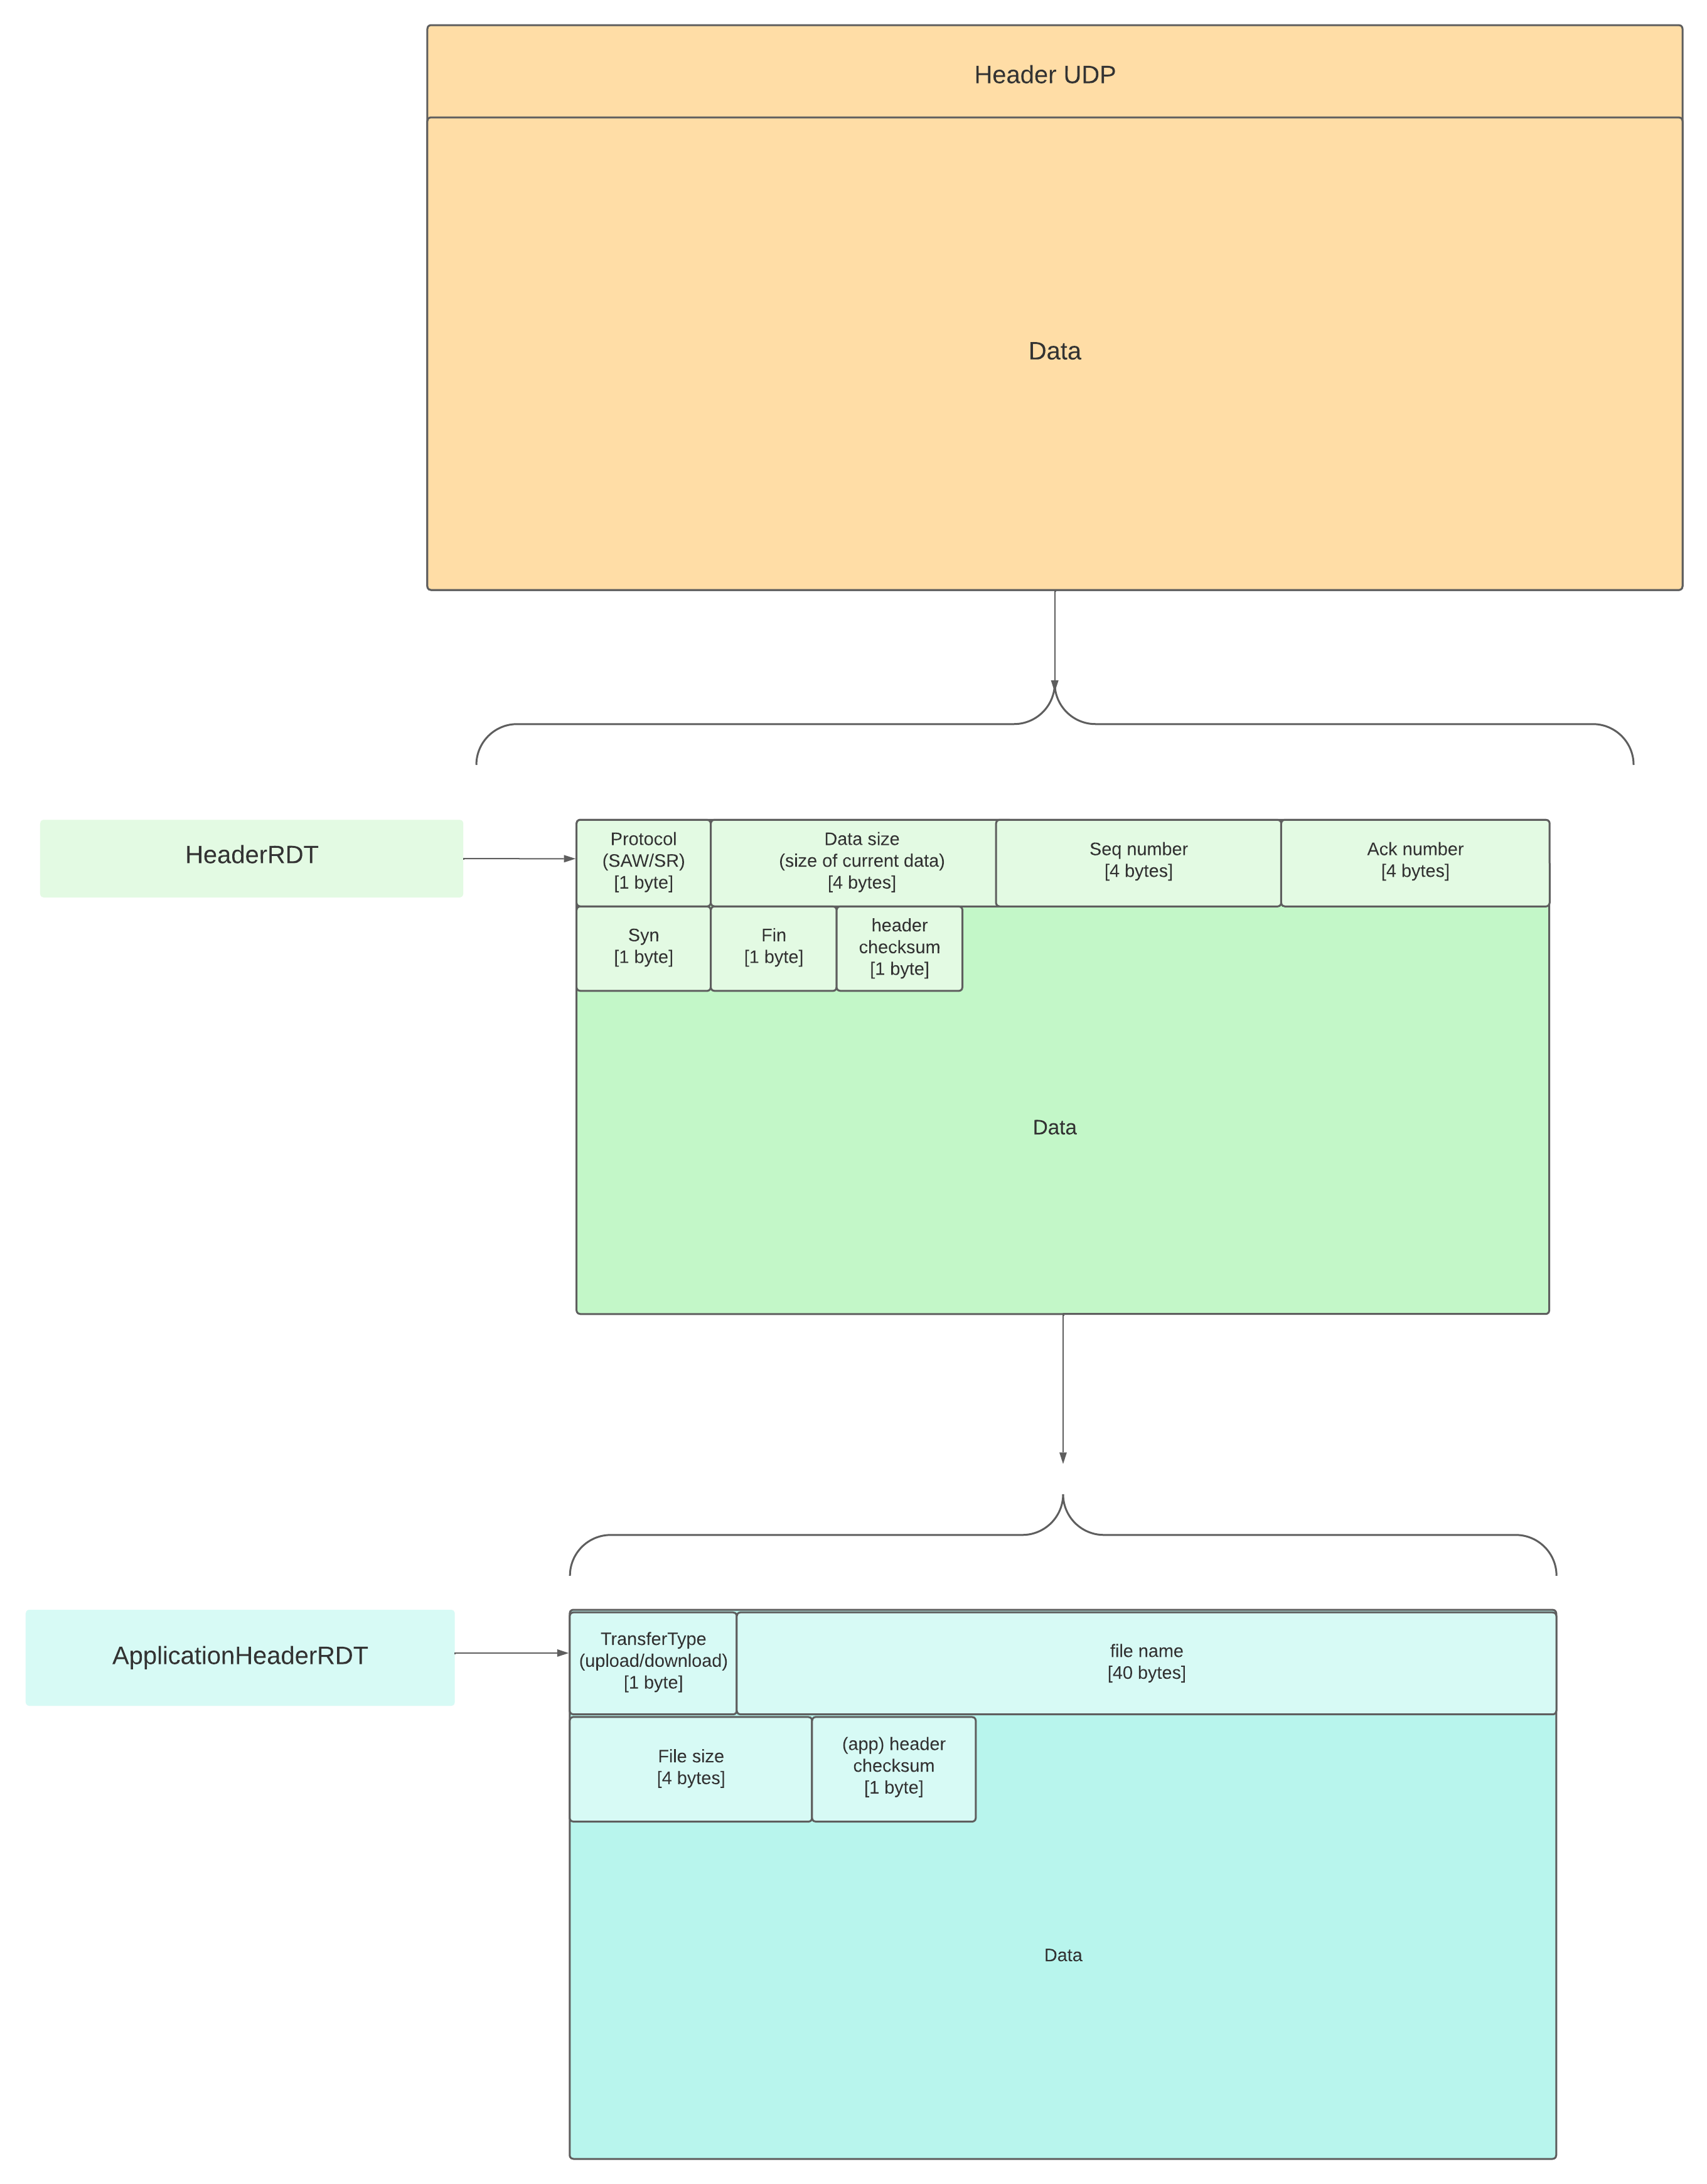 Header UDP
Data
HeaderRDT
Protocol
(SAW/SR)
[1 byte]
Data size
(size of current data)
[4 bytes]
Seq number
[4 bytes]
Ack number
[4 bytes]
Syn
[1 byte]
Fin
[1 byte]
header
checksum
[1 byte]
Data
ApplicationHeaderRDT
TransferType
(upload/download)
[1 byte]
file name
[40 bytes]
File size
[4 bytes]
(app) header
checksum
[1 byte]
Data